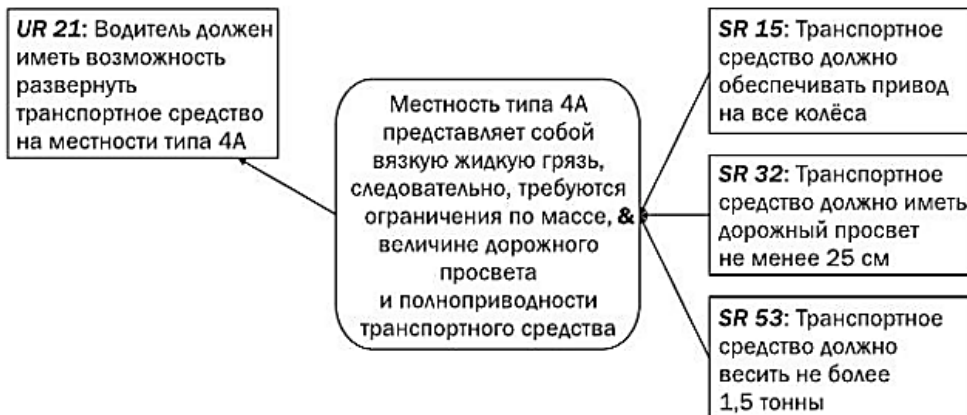 UR 21: Водитель должен
иметь возможность
развернуть
транспортное средство
на местности типа 4А
Местность типа 4А
представляет собой
вязкую жидкую грязь,
следовательно, требуются
ограничения по массе, &
величине дорожного
просвета
и полноприводности
транспортного средства
SR 15: Транспортное
средство должно
обеспечивать привод
на все колёса
SR 32: Транспортное
средство должно иметь
дорожный просвет
не менее 25 см
SR 53: Транспортное
средство должно
весить не более
1,5 тонны